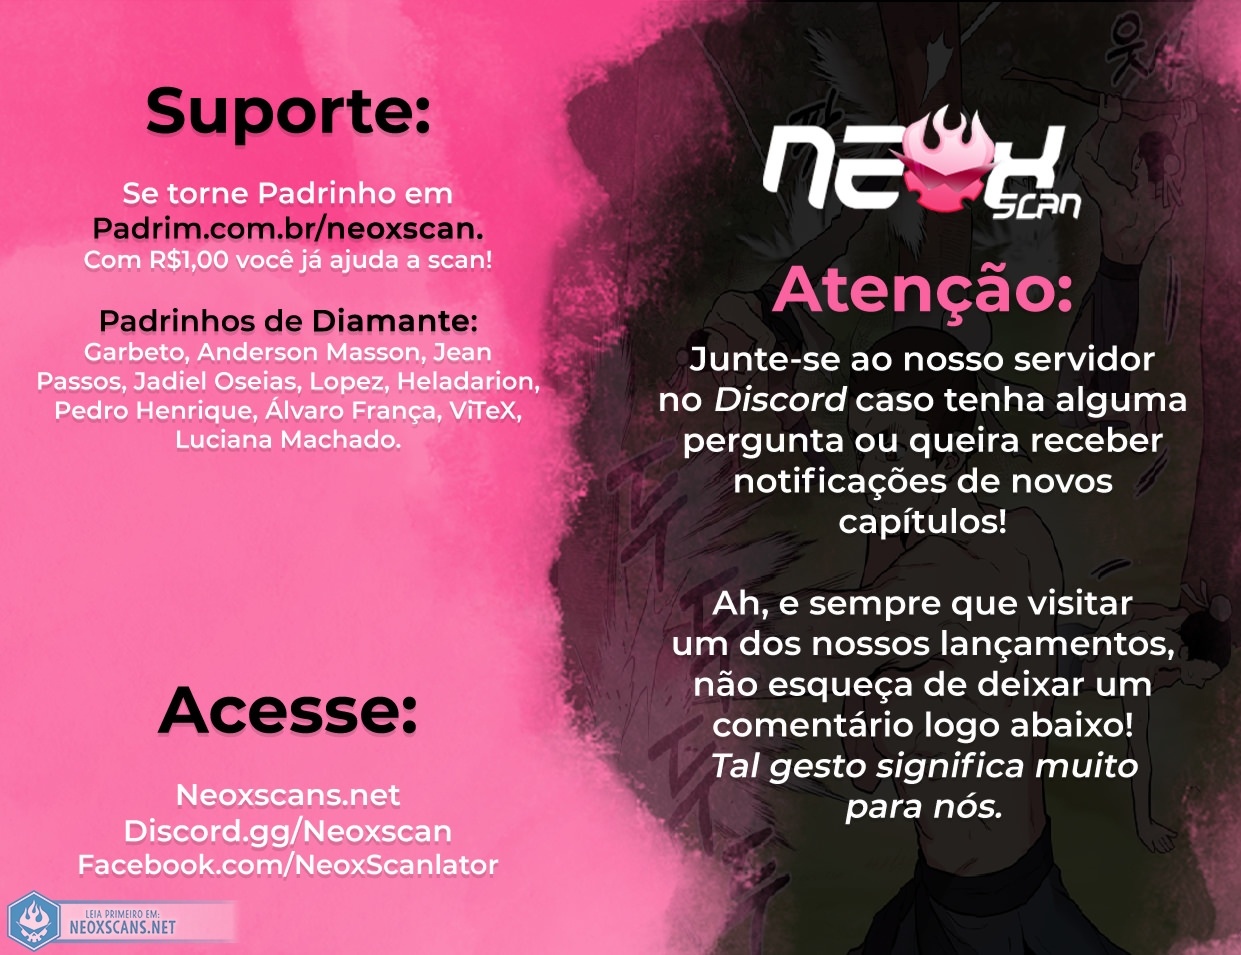 Suporte:
Se torne Padrinho em
Padrim.com.br/neoxscan.
Com R$1,00 você já ajuda a scan!
Padrinhos de Diamante:
Garbeto, Anderson Masson, Jean
Passos, Jadiel Oseias, Lopez, Heladarion,
Pedro Henrique, Álvaro França, ViTeX,
Luciana Machado.
Acesse:
Neoxscans.net
Discord.gg/Neoxscan
Facebook.com/NeoxScanlator
LEIA PRIMEIRO EM:
NEOXSCANS.NET
NEOX
SCAN
Atenção:
Junte-se ao nosso servidor
no Discord caso tenha alguma
pergunta ou queira receber
notificações de novos
capítulos!
Ah, e sempre que visitar
um dos nossos lançamentos,
não esqueça de deixar um
comentário logo abaixo!
Tal gesto significa muito
para nós.